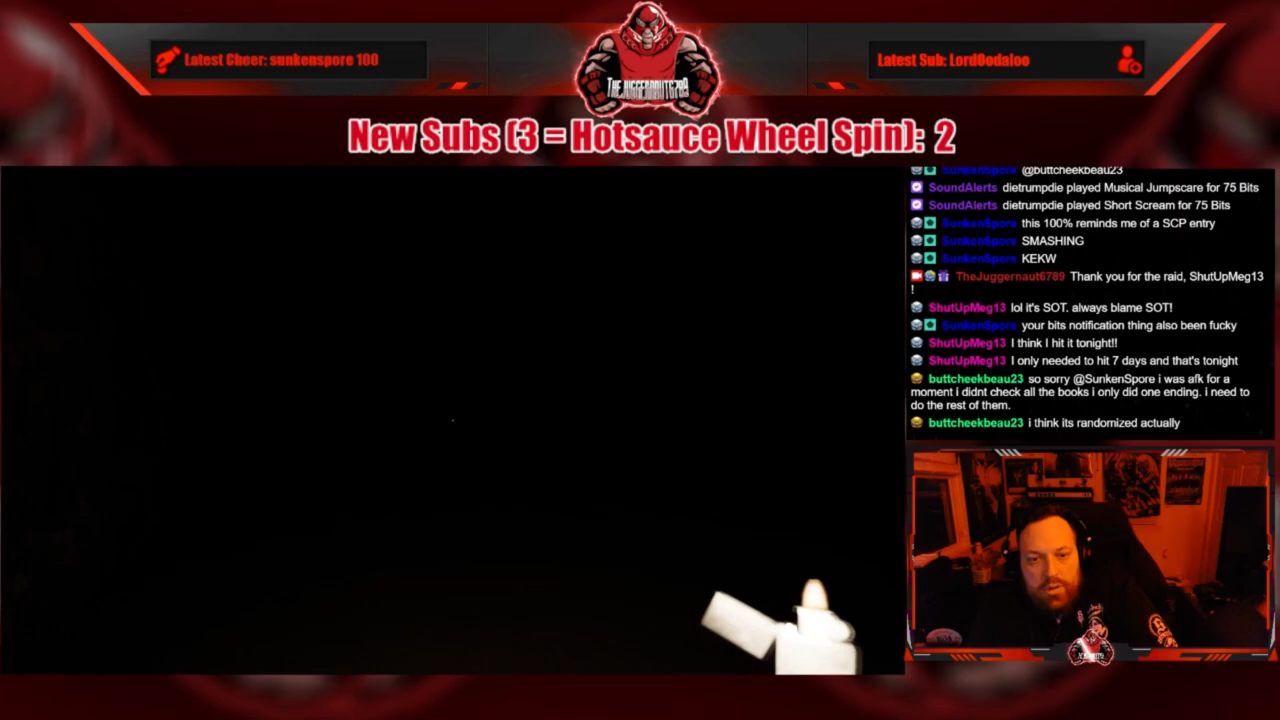 Latest Cheer: sunkenspore 100
THEJUGGERNAUT6789
Latest Sub: LordOodaloo
New Subs (3 = Hotsauce Wheel Spin): 2
SunkenSpore @buttcheekbeau23
SoundAlerts dietrumpdie played Musical Jumpscare for 75 Bits
SoundAlerts dietrumpdie played Short Scream for 75 Bits
SunkenSpore this 100% reminds me of a SCP entry
SunkenSpore SMASHING
SunkenSpore KEKW
TheJuggernaut6789 Thank you for the raid, ShutUpMeg13
!
ShutUpMeg13 lol it's SOT. always blame SOT!
SunkenSpore your bits notification thing also been fucky
ShutUpMeg13 I think I hit it tonight!!
ShutUpMeg13 I only needed to hit 7 days and that's tonight
buttcheekbeau23 so sorry @SunkenSpore i was afk for a
moment i didnt check all the books i only did one ending. i need to
do the rest of them.
buttcheekbeau23 i think its randomized actually